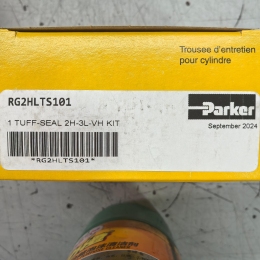 Trousse d'entretien
pour cylindre
RG2HLTS101
Parker
September 2024
1 TUFF-SEAL 2H-3L-VH KIT
*RG2HLTS101*